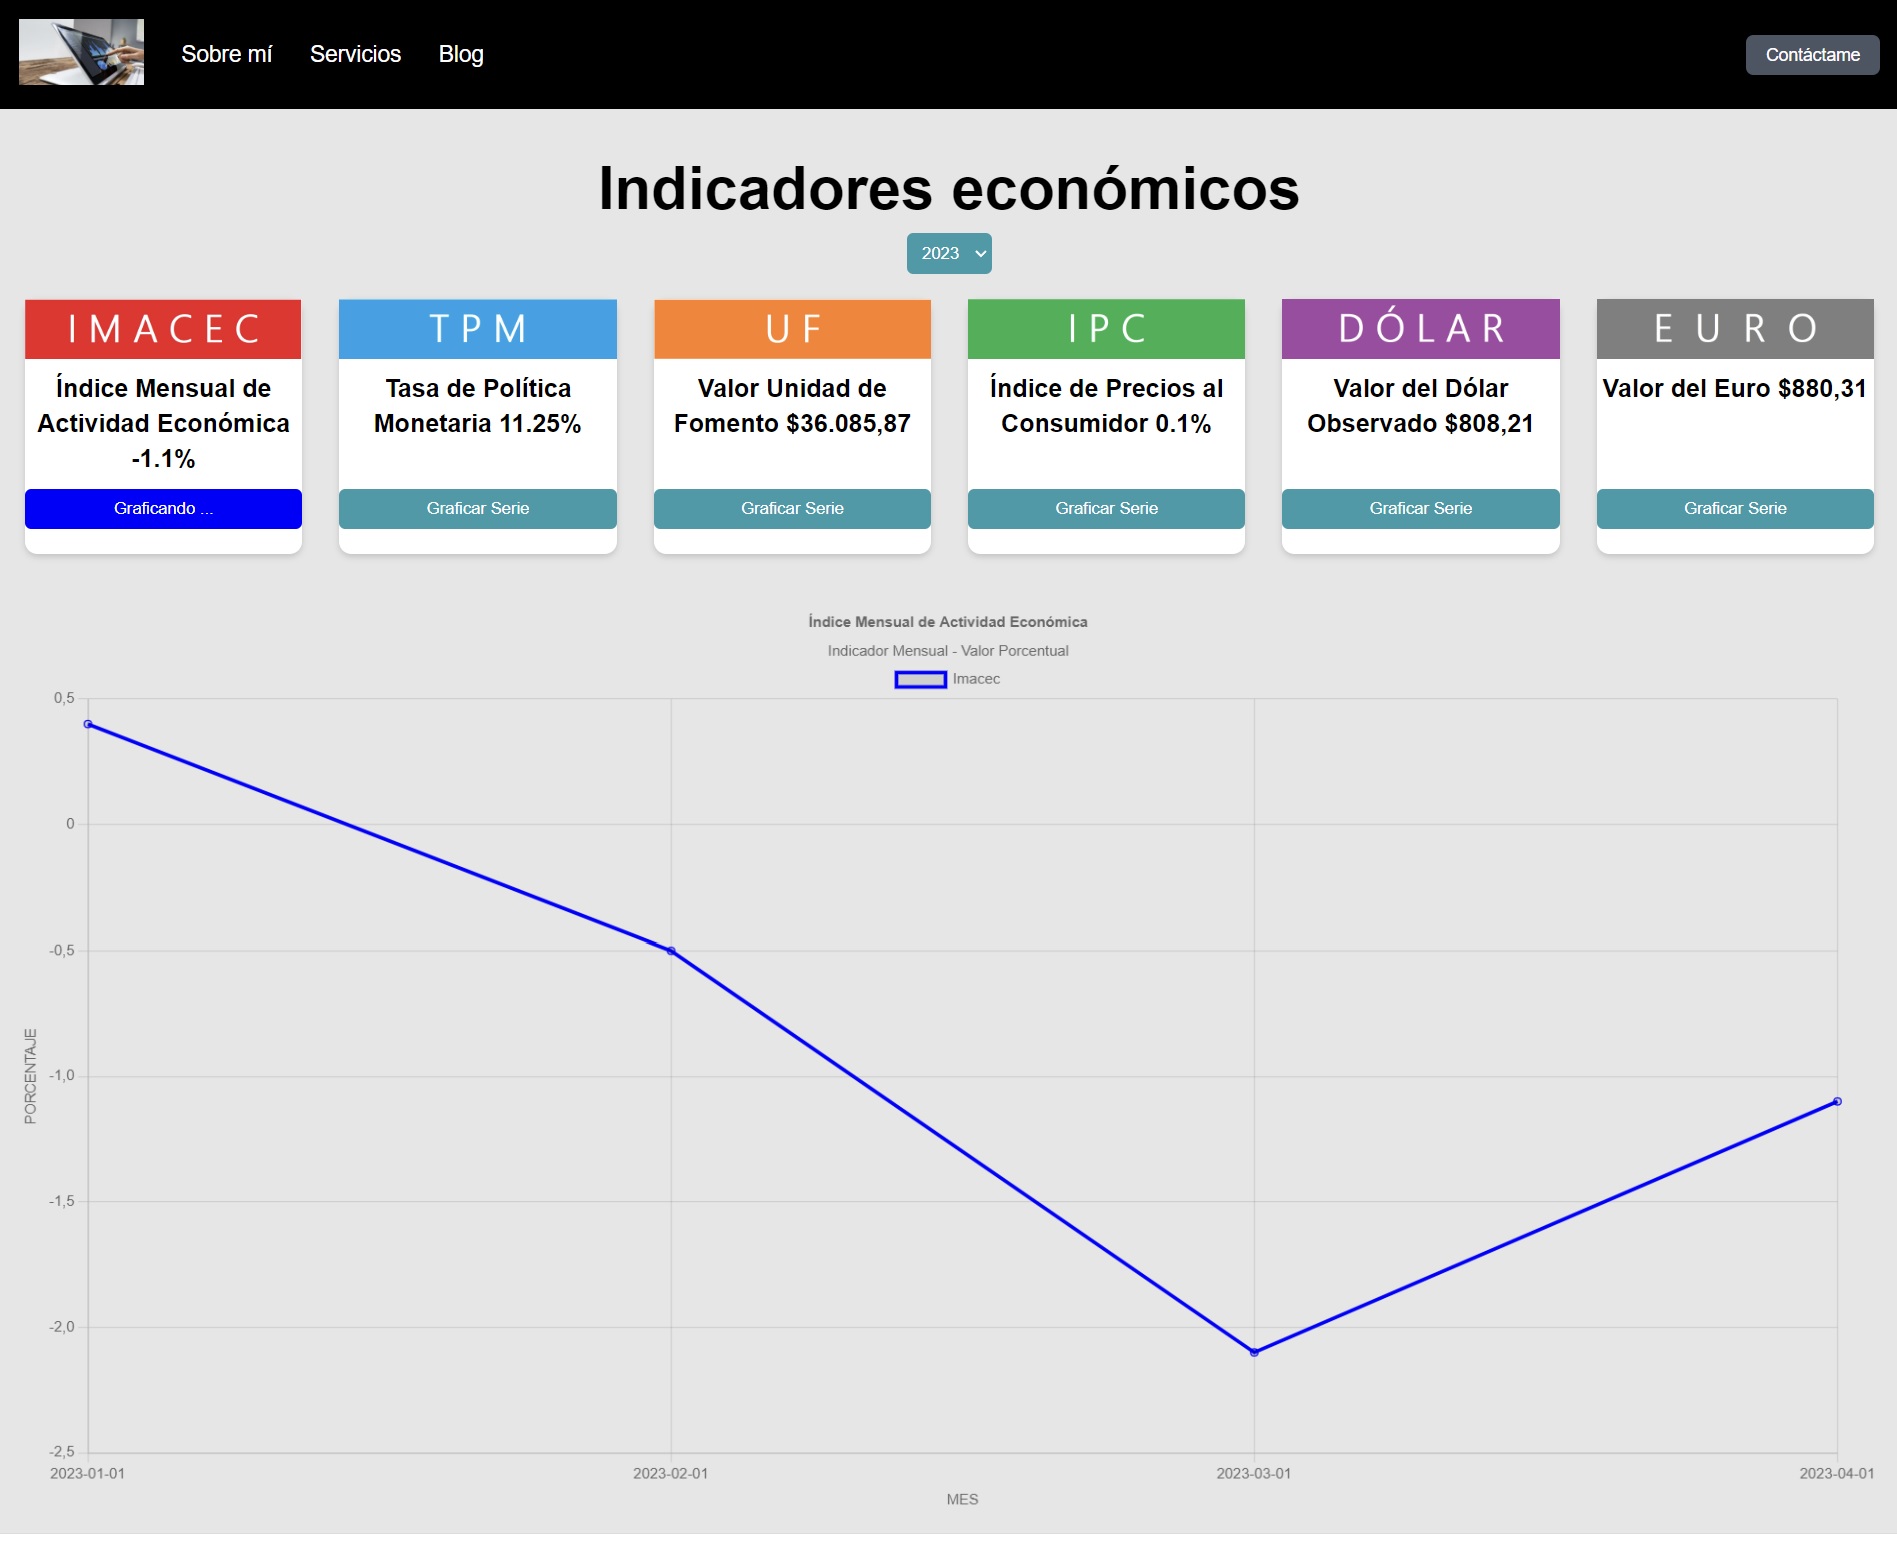 Sobre mí
Servicios
Blog
Contáctame
Indicadores económicos
2023
IMACEC
Índice Mensual de
Actividad Económica
-1.1%
Graficando ...
TPM
Tasa de Política
Monetaria 11.25%
Graficar Serie
UF
Valor Unidad de
Fomento $36.085,87
Graficar Serie
IPC
Índice de Precios al
Consumidor 0.1%
Graficar Serie
DÓLAR
Valor del Dólar
Observado $808,21
Graficar Serie
EURO
Valor del Euro $880,31
Graficar Serie
Índice Mensual de Actividad Económica
Indicador Mensual - Valor Porcentual
Imacec
PORCENTAJE
0,5
0
-0,5
-1,0
-1,5
-2,0
-2,5
2023-01-01
2023-02-01
2023-03-01
2023-04-01
MES